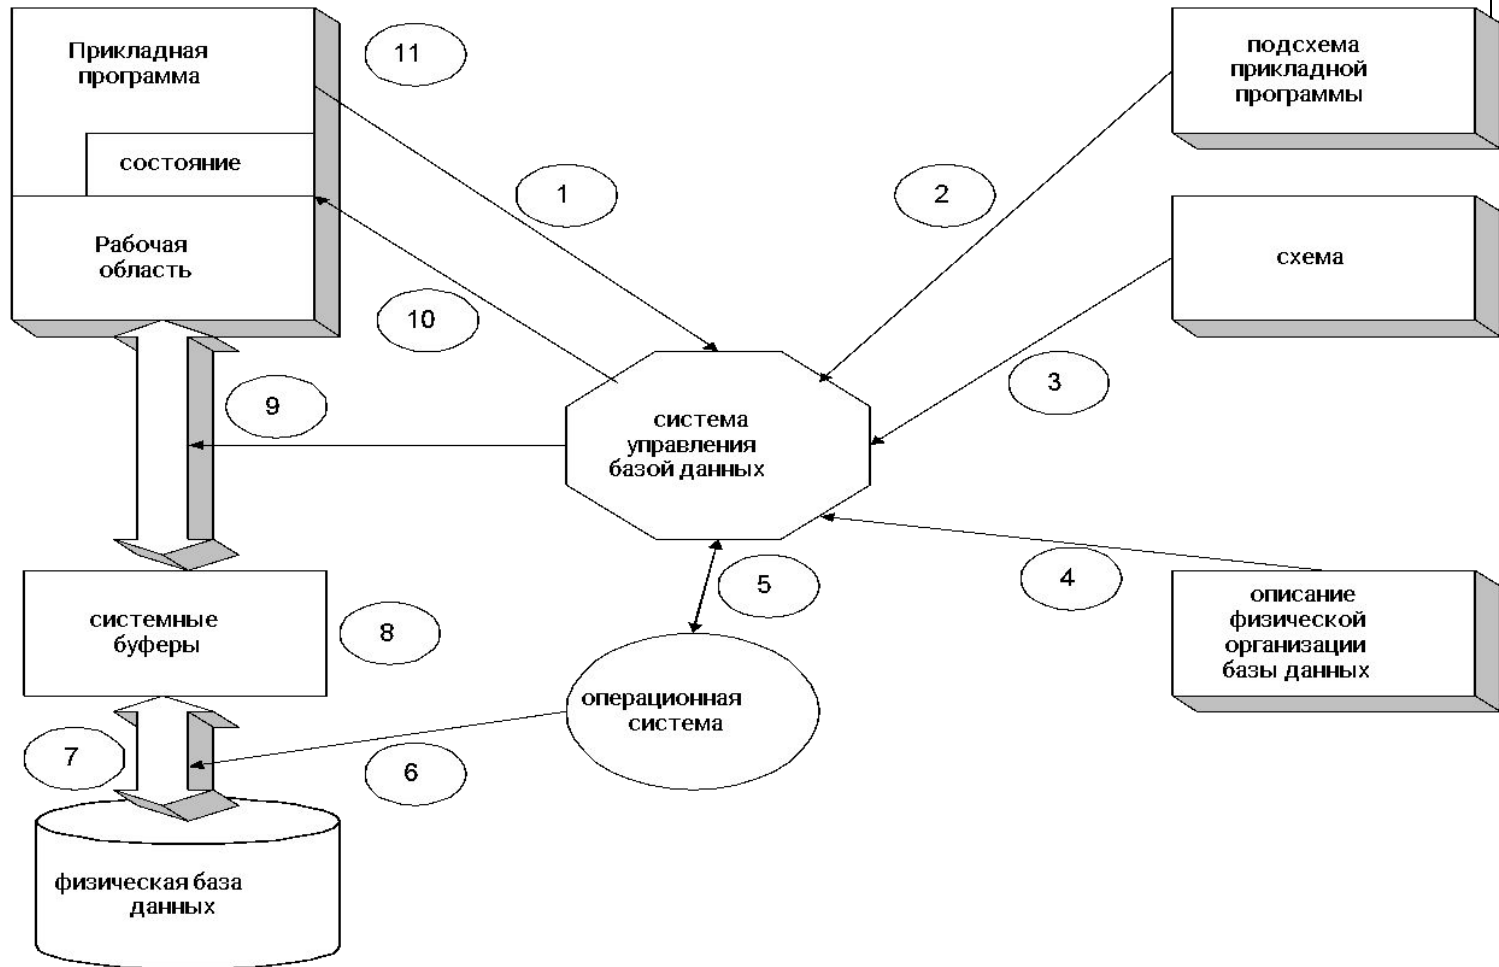 Прикладная
программа
состояние
Рабочая
область
11
1
10
9
2
подсхема
прикладной
программы
схема
3
система
управления
базой данных
4
5
описание
физической
организации
базы данных
операционная
система
системные
буферы
8
7
6
физическая база
данных